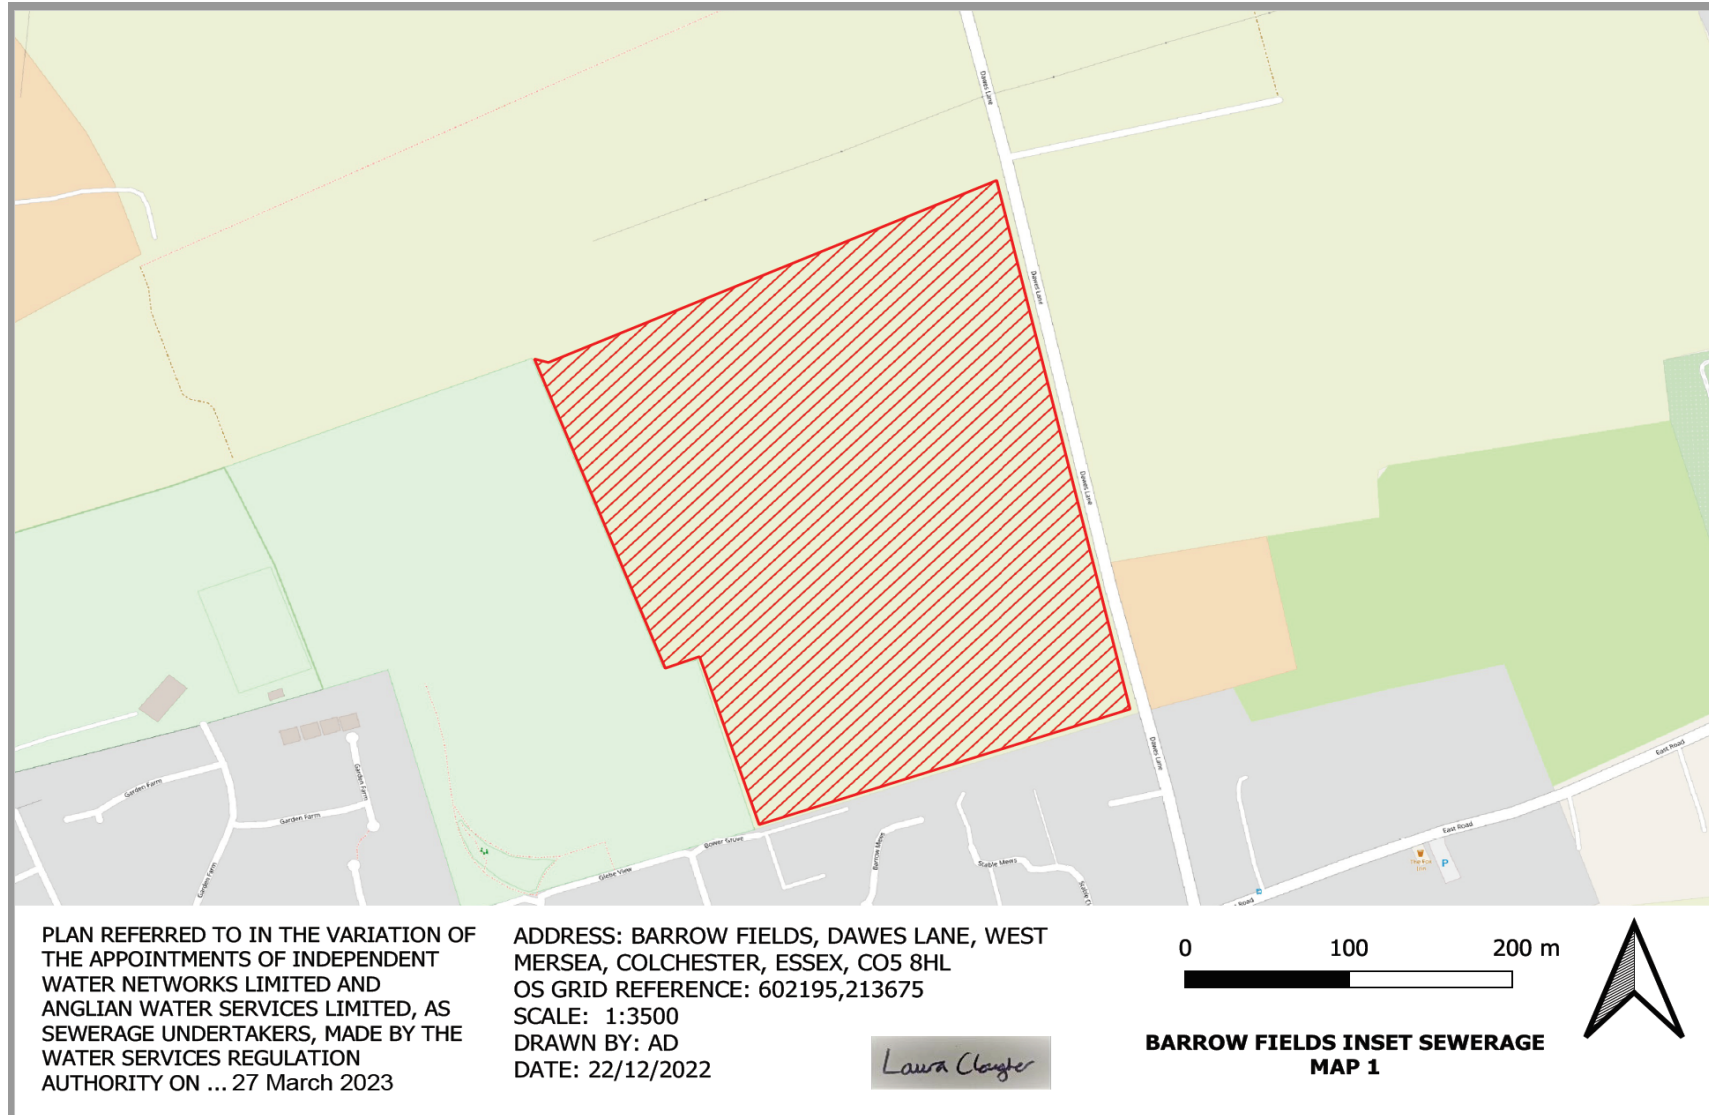 Dawes Lane
Dawes Lane
Dawes Lane
Dawes Lane
Garden Farm
Garden Farm
Garden Farm
Garden Farm
Glebe View
Bower Grove
Barrow Mews
Stable Mews
East Road
East Road
Road
The Fox
Inn
P
PLAN REFERRED TO IN THE VARIATION OF
THE APPOINTMENTS OF INDEPENDENT
WATER NETWORKS LIMITED AND
ANGLIAN WATER SERVICES LIMITED, AS
SEWERAGE UNDERTAKERS, MADE BY THE
WATER SERVICES REGULATION
AUTHORITY ON ... 27 March 2023
ADDRESS: BARROW FIELDS, DAWES LANE, WEST
MERSEA, COLCHESTER, ESSEX, CO5 8HL
OS GRID REFERENCE: 602195,213675
SCALE: 1:3500
DRAWN BY: AD
DATE: 22/12/2022
Laura
0 100 200 m
BARROW FIELDS INSET SEWERAGE
MAP 1